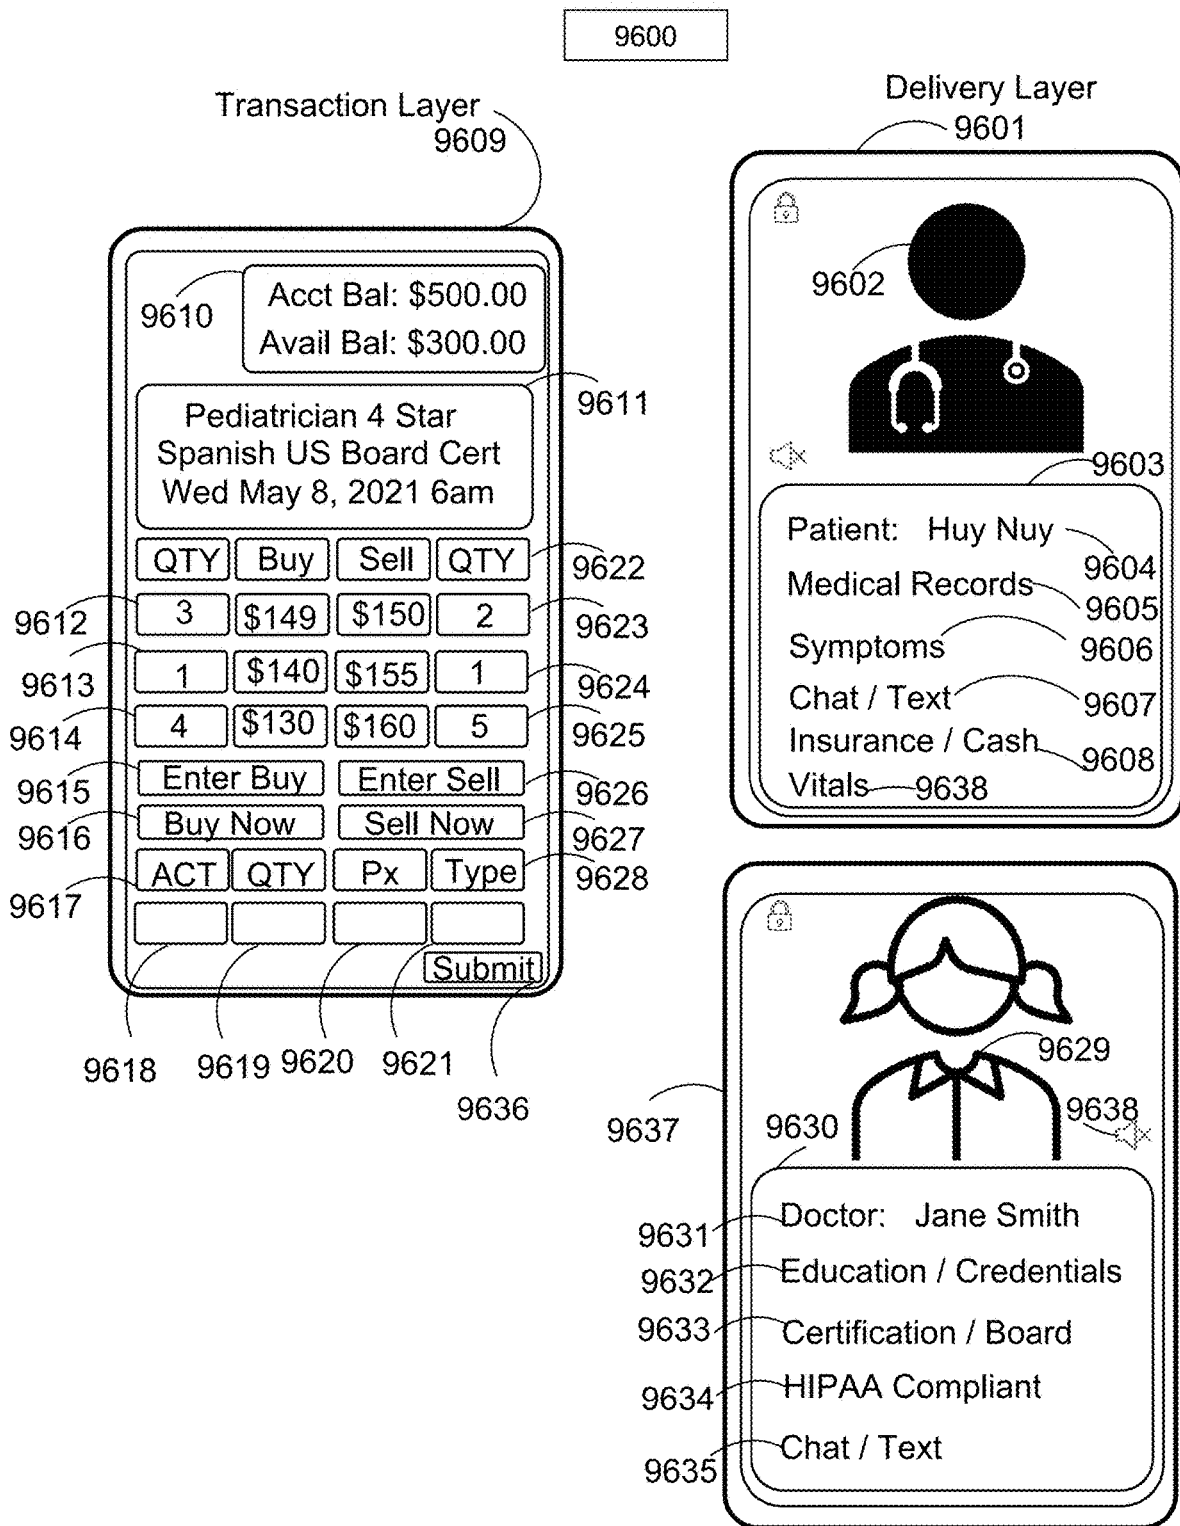 9600
Transaction Layer
9609
9610
Acct Bal: $500.00
Avail Bal: $300.00
9611
Pediatrician 4 Star
Spanish US Board Cert
Wed May 8, 2021 6am
QTY Buy Sell QTY
9622
9612
3 $149 $150 2
9623
9613
1 $140 $155 1
9624
9614
4 $130 $160 5
9625
9615
Enter Buy Enter Sell
9626
9616
Buy Now Sell Now
9627
9617
ACT QTY Px Type
9628
Submit
9618 9619 9620 9621
9636
Delivery Layer
9601
9602
9603
Patient: Huy Nuy
9604
Medical Records
9605
Symptoms
9606
Chat / Text
9607
Insurance / Cash
9608
Vitals 9638
9629
9637
9638
9630
Doctor: Jane Smith
9631
Education / Credentials
9632
Certification / Board
9633
HIPAA Compliant
9634
Chat / Text
9635